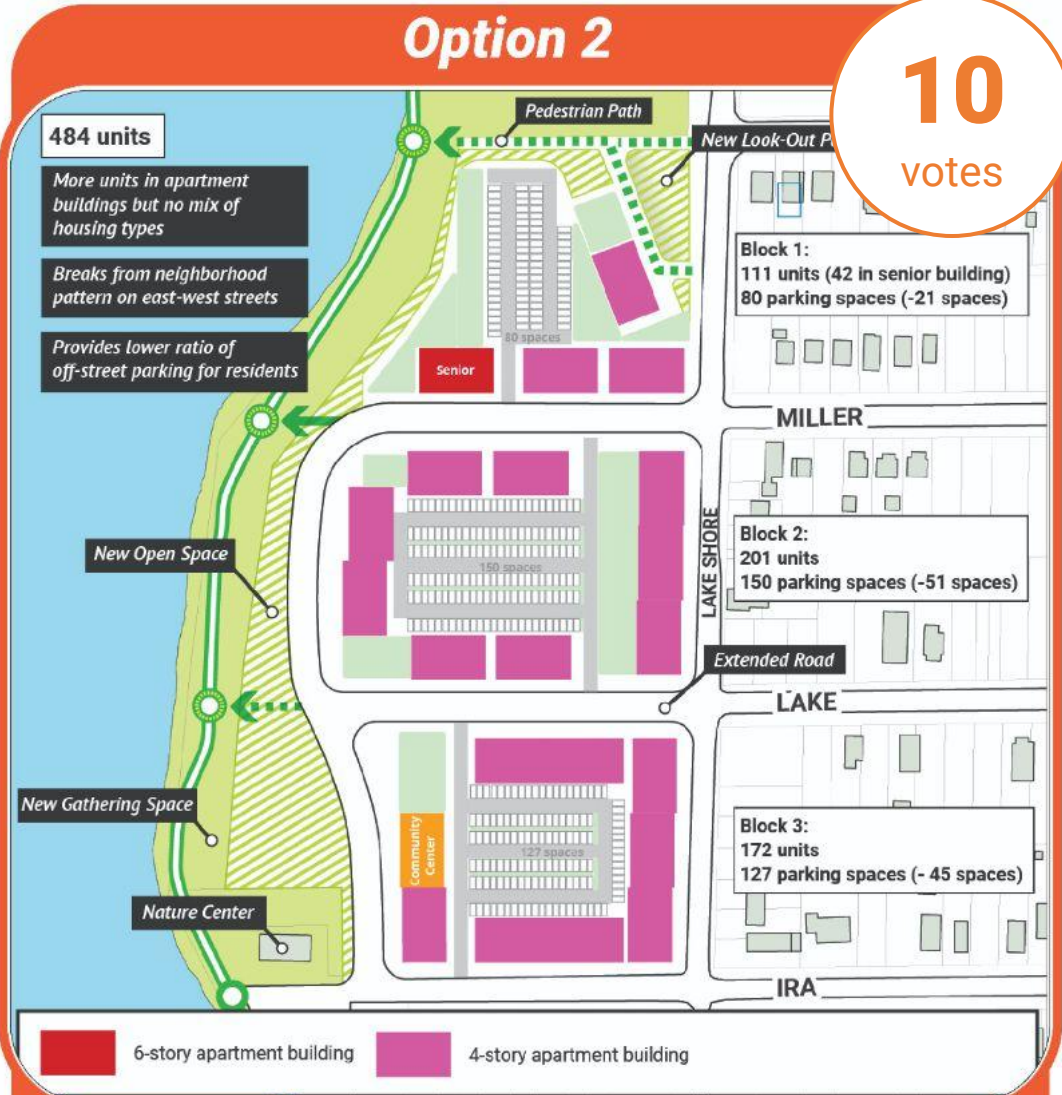 Option 2
10
votes
484 units
More units in apartment
buildings but no mix of
housing types
Breaks from neighborhood
pattern on east-west streets
Provides lower ratio of
off-street parking for residents
Pedestrian Path
New Look-Out
Block 1:
111 units (42 in senior building)
80 parking spaces (-21 spaces)
80 spaces
Senior
MILLER
New Open Space
150 spaces
LAKE SHORE
Block 2:
201 units
150 parking spaces (-51 spaces)
Extended Road
LAKE
New Gathering Space
Community
Center
127 spaces
Block 3:
172 units
127 parking spaces (- 45 spaces)
Nature Center
IRA
6-story apartment building
4-story apartment building